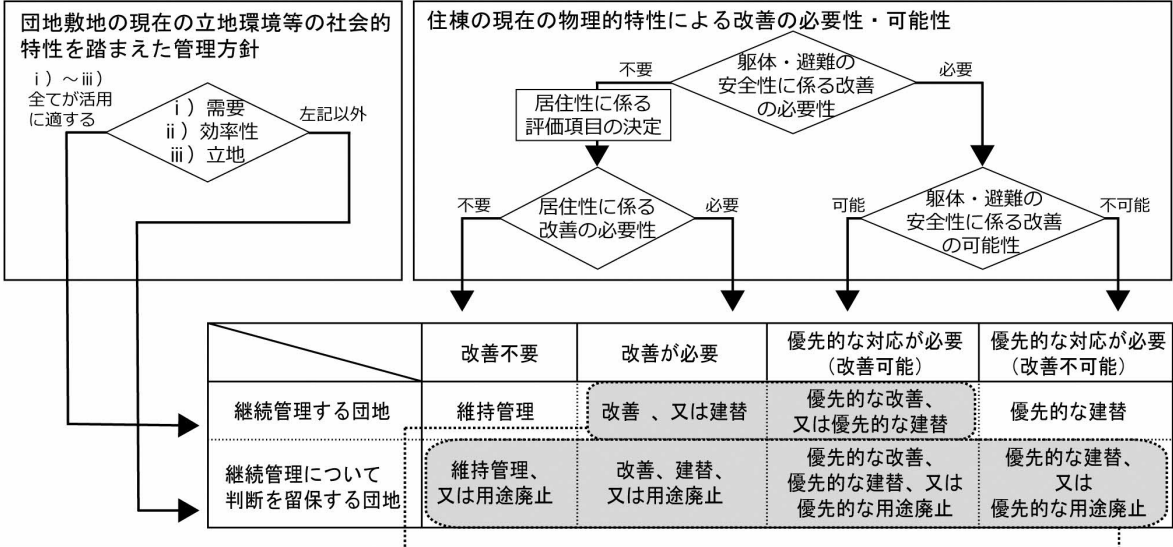 団地敷地の現在の立地環境等の社会的
特性を踏まえた管理方針
ⅰ）～ⅲ）
全てが活用
に適する
ⅰ）需要
ⅱ）効率性
ⅲ）立地
左記以外
住棟の現在の物理的特性による改善の必要性・可能性
不要
躯体・避難の
安全性に係る改善
の必要性
必要
居住性に係る
評価項目の決定
不要
居住性に係る
改善の必要性
必要
可能
躯体・避難の
安全性に係る改善
の可能性
不可能
改善不要
改善が必要
優先的な対応が必要
（改善可能）
優先的な対応が必要
（改善不可能）
継続管理する団地
維持管理
改善 、又は建替
優先的な改善、
又は優先的な建替
優先的な建替
継続管理について
判断を留保する団地
維持管理、
又は用途廃止
改善、建替、
又は用途廃止
優先的な改善、
優先的な建替、又は
優先的な用途廃止
優先的な建替、
又は
優先的な用途廃止